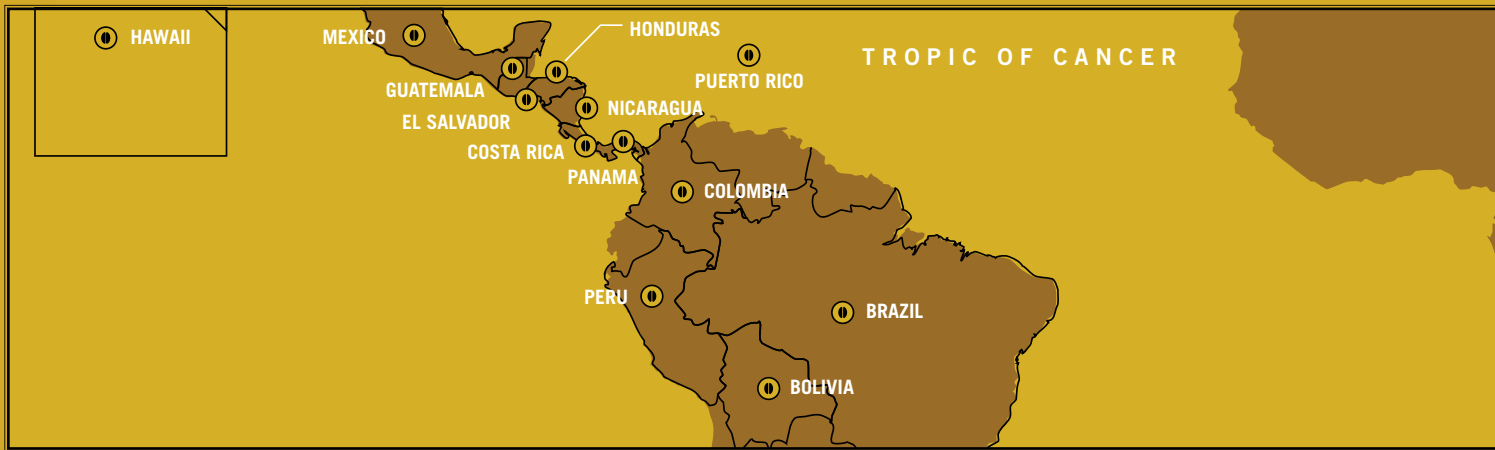 HAWAII
MEXICO
HONDURAS
TROPIC OF CANCER
PUERTO RICO
GUATEMALA
NICARAGUA
EL SALVADOR
COSTA RICA
PANAMA
COLOMBIA
PERU
BRAZIL
BOLIVIA